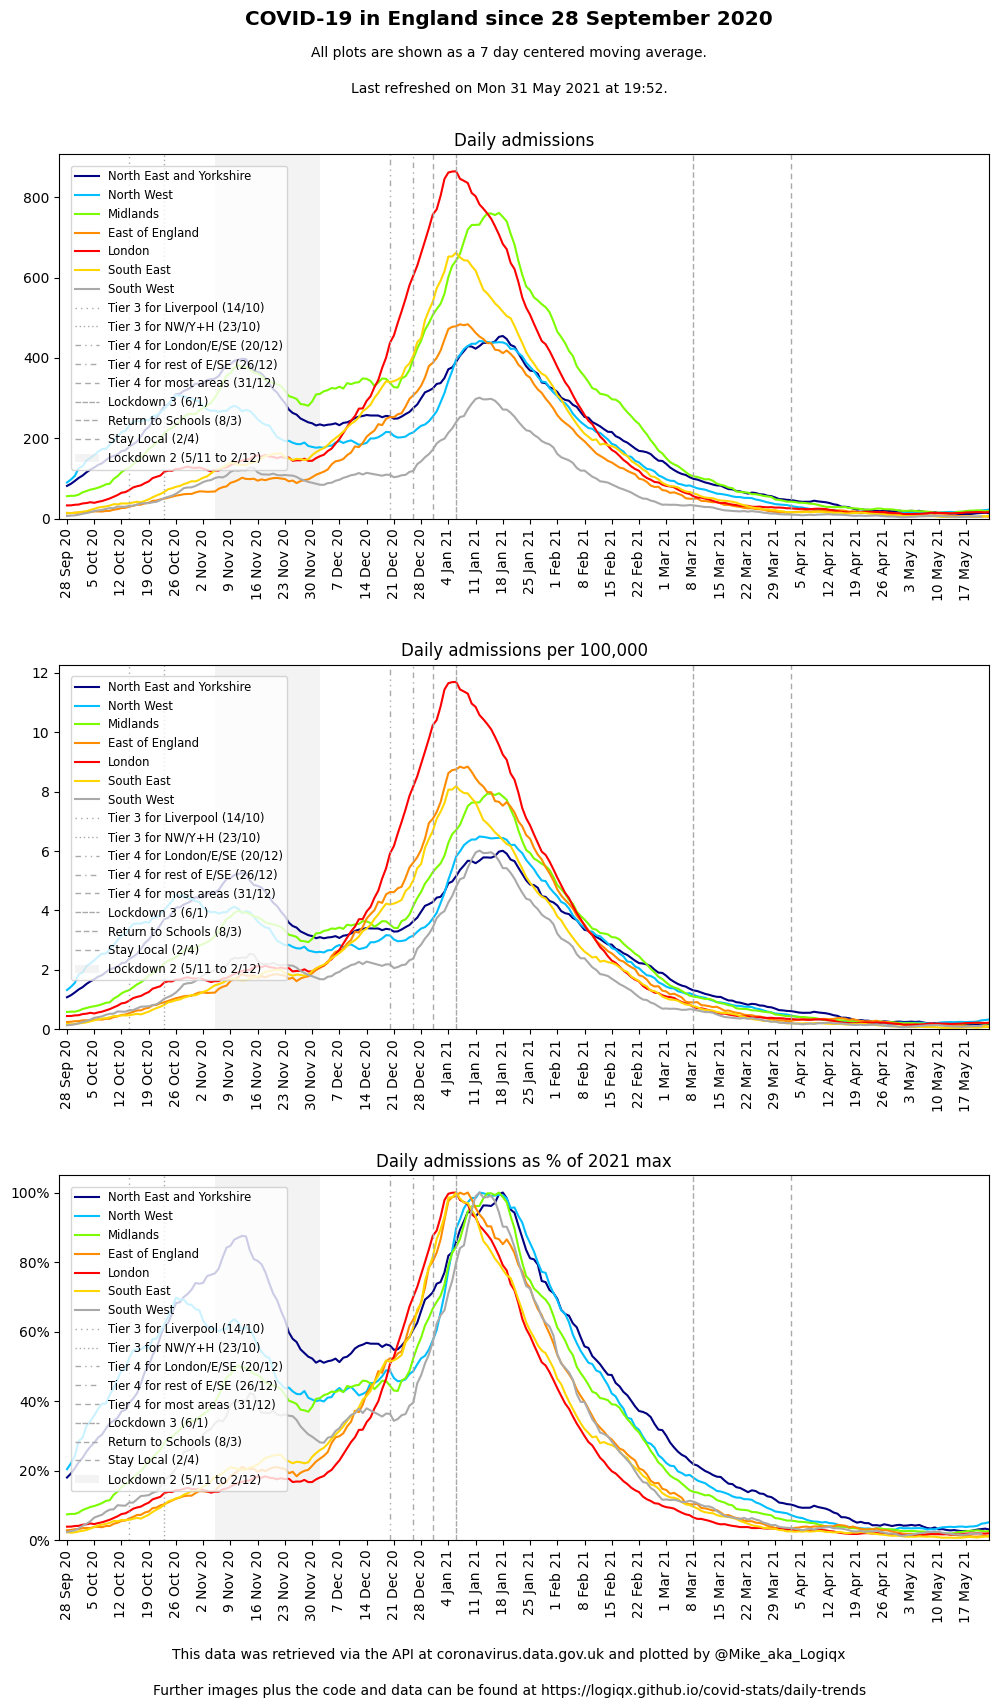 COVID-19 in England since 28 September 2020
All plots are shown as a 7 day centered moving average.
Last refreshed on Mon 31 May 2021 at 19:52.
Daily admissions
800
600
400
200
0
North East and Yorkshire
North West
Midlands
East of England
London
South East
South West
Tier 3 for Liverpool (14/10)
Tier 3 for NW/Y+H (23/10)
Tier 4 for London/E/SE (20/12)
Tier 4 for rest of E/SE (26/12)
Tier 4 for most areas (31/12)
Lockdown 3 (6/1)
Return to Schools (8/3)
Stay Local (2/4)
Lockdown 2 (5/11 to 2/12)
28 Sep 20
5 Oct 20
12 Oct 20
19 Oct 20
26 Oct 20
2 Nov 20
9 Nov 20
16 Nov 20
23 Nov 20
30 Nov 20
7 Dec 20
14 Dec 20
21 Dec 20
28 Dec 20
4 Jan 21
11 Jan 21
18 Jan 21
25 Jan 21
1 Feb 21
8 Feb 21
15 Feb 21
22 Feb 21
1 Mar 21
8 Mar 21
15 Mar 21
22 Mar 21
29 Mar 21
5 Apr 21
12 Apr 21
19 Apr 21
26 Apr 21
3 May 21
10 May 21
17 May 21
Daily admissions per 100,000
12
10
8
6
4
2
0
North East and Yorkshire
North West
Midlands
East of England
London
South East
South West
Tier 3 for Liverpool (14/10)
Tier 3 for NW/Y+H (23/10)
Tier 4 for London/E/SE (20/12)
Tier 4 for rest of E/SE (26/12)
Tier 4 for most areas (31/12)
Lockdown 3 (6/1)
Return to Schools (8/3)
Stay Local (2/4)
Lockdown 2 (5/11 to 2/12)
28 Sep 20
5 Oct 20
12 Oct 20
19 Oct 20
26 Oct 20
2 Nov 20
9 Nov 20
16 Nov 20
23 Nov 20
30 Nov 20
7 Dec 20
14 Dec 20
21 Dec 20
28 Dec 20
4 Jan 21
11 Jan 21
18 Jan 21
25 Jan 21
1 Feb 21
8 Feb 21
15 Feb 21
22 Feb 21
1 Mar 21
8 Mar 21
15 Mar 21
22 Mar 21
29 Mar 21
5 Apr 21
12 Apr 21
19 Apr 21
26 Apr 21
3 May 21
10 May 21
17 May 21
Daily admissions as % of 2021 max
100%
80%
60%
40%
20%
0%
North East and Yorkshire
North West
Midlands
East of England
London
South East
South West
Tier 3 for Liverpool (14/10)
Tier 3 for NW/Y+H (23/10)
Tier 4 for London/E/SE (20/12)
Tier 4 for rest of E/SE (26/12)
Tier 4 for most areas (31/12)
Lockdown 3 (6/1)
Return to Schools (8/3)
Stay Local (2/4)
Lockdown 2 (5/11 to 2/12)
28 Sep 20
5 Oct 20
12 Oct 20
19 Oct 20
26 Oct 20
2 Nov 20
9 Nov 20
16 Nov 20
23 Nov 20
30 Nov 20
7 Dec 20
14 Dec 20
21 Dec 20
28 Dec 20
4 Jan 21
11 Jan 21
18 Jan 21
25 Jan 21
1 Feb 21
8 Feb 21
15 Feb 21
22 Feb 21
1 Mar 21
8 Mar 21
15 Mar 21
22 Mar 21
29 Mar 21
5 Apr 21
12 Apr 21
19 Apr 21
26 Apr 21
3 May 21
10 May 21
17 May 21
This data was retrieved via the API at coronavirus.data.gov.uk and plotted by @Mike_aka_Logiqx
Further images plus the code and data can be found at https://logiqx.github.io/covid-stats/daily-trends